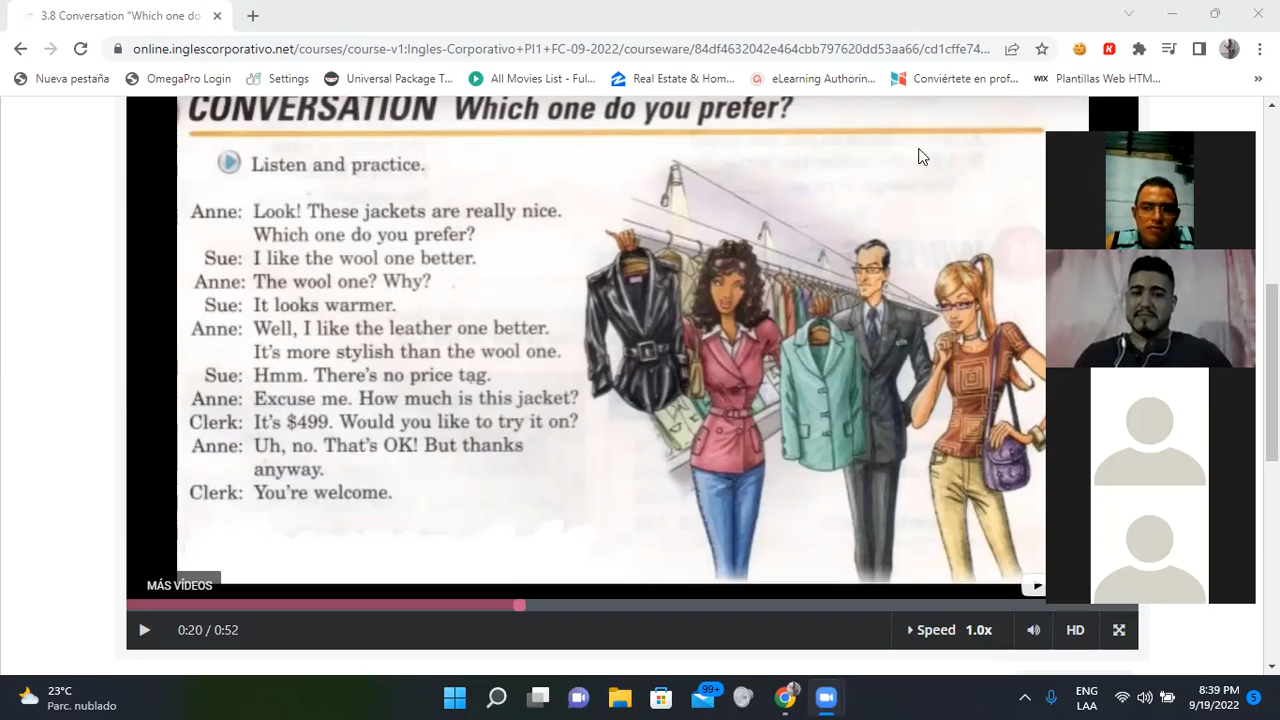 3.8 Conversation "Which one do
online.inglescorporativo.net/courses/course-v1:Ingles-Corporativo+PI1+FC-09-2022/courseware/84df4632042e464cbb797620dd53aa66/cd1cffe74...
Nueva pestaña
OmegaPro Login
Settings
Universal Package T...
All Movies List - Ful...
Real Estate & Hom...
eLearning Authorin...
Conviértete en prof...
WIX Plantillas Web HTM...
»
CONVERSATION Which one do you prefer?
Listen and practice.
Anne: Look! These jackets are really nice.
Which one do you prefer?
Sue: I like the wool one better.
Anne: The wool one? Why?
Sue: It looks warmer.
Anne: Well, I like the leather one better.
It's more stylish than the wool one.
Sue: Hmm. There's no price tag.
Anne: Excuse me. How much is this jacket?
Clerk: It's $499. Would you like to try it on?
Anne: Uh, no. That's OK! But thanks
anyway.
Clerk: You're welcome.
MÁS VÍDEOS
0:20 / 0:52
Speed 1.0x
HD
23°C
Parc. nublado
99+
ENG
LAA
8:39 PM
9/19/2022
5